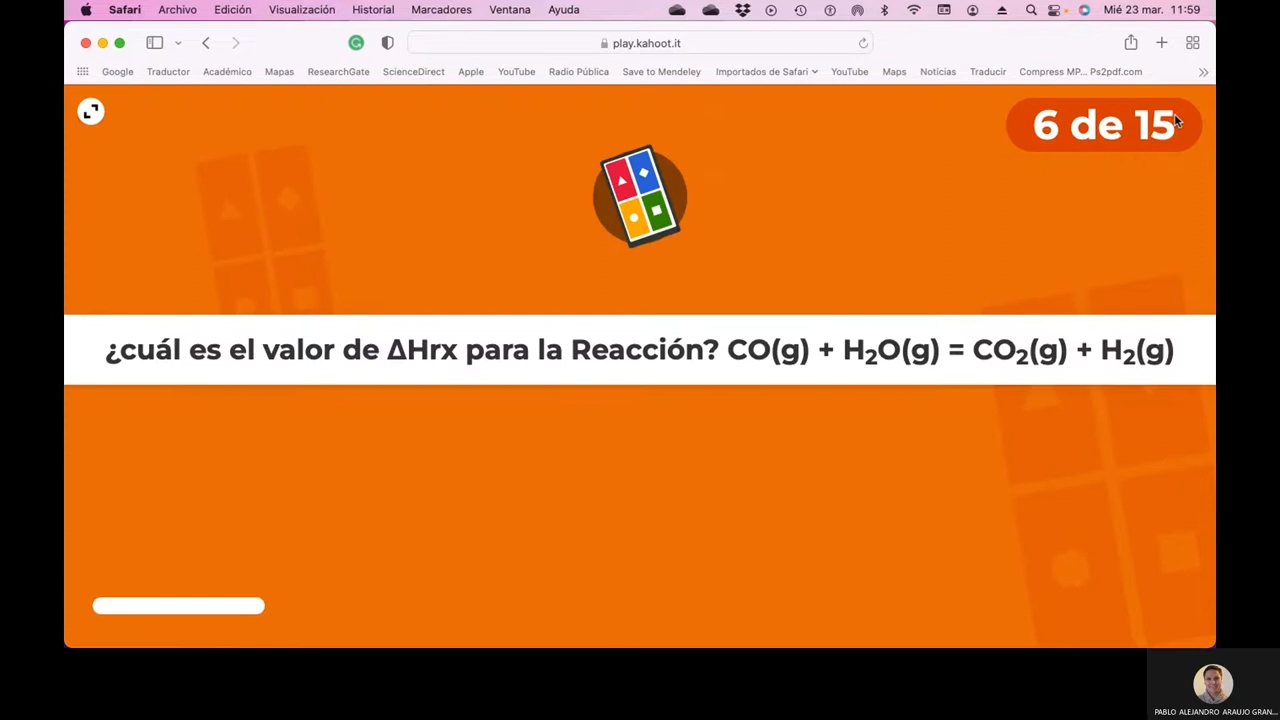 Safari Archivo Edición Visualización Historial Marcadores Ventana Ayuda Mié 23 mar. 11:59
play.kahoot.it
Google Traductor Académico Mapas ResearchGate ScienceDirect Apple YouTube Radio Pública Save to Mendeley Importados de Safari YouTube Maps Noticias Traducir Compress MP... Ps2pdf.com
6 de 15
¿cuál es el valor de ΔHrx para la Reacción? CO(g) + H₂O(g) = CO₂(g) + H₂(g)
PABLO ALEJANDRO ARAUJO GRAN...